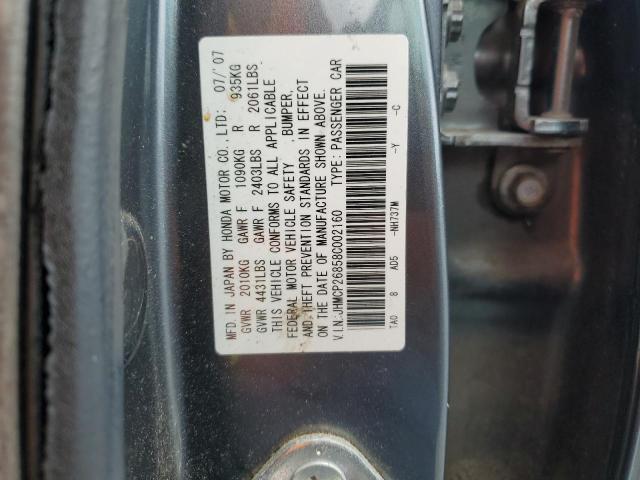 MFD. IN JAPAN BY HONDA MOTOR CO., LTD. 07/'07
GVWR 2010KG GAWR F 1090KG R 935KG
GVWR 4431LBS GAWR F 2403LBS R 2061LBS
THIS VEHICLE CONFORMS TO ALL APPLICABLE
FEDERAL MOTOR VEHICLE SAFETY BUMPER,
AND THEFT PREVENTION STANDARDS IN EFFECT
ON THE DATE OF MANUFACTURE SHOWN ABOVE.
V.I.N.:JHMCP26858C002160 TYPE: PASSENGER CAR
TA0 8 AD5 -NH737M -Y -C